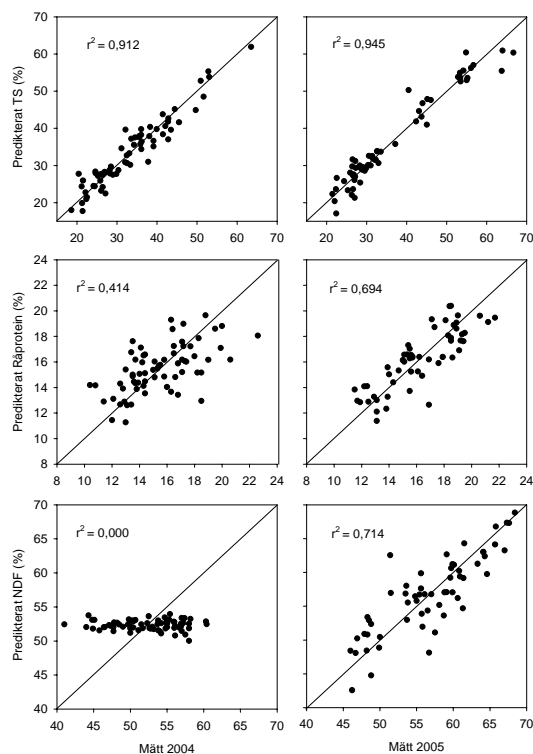 70
60
50
40
30
20
Predikterat TS (%)
r² = 0,912
20 30 40 50 60 70
r² = 0,945
20 30 40 50 60 70
24
22
20
18
16
14
12
10
8
Predikterat Råprotein (%)
r² = 0,414
8 10 12 14 16 18 20 22 24
r² = 0,694
8 10 12 14 16 18 20 22 24
70
65
60
55
50
45
40
Predikterat NDF (%)
r² = 0,000
40 45 50 55 60 65 70
Mätt 2004
r² = 0,714
40 45 50 55 60 65 70
Mätt 2005